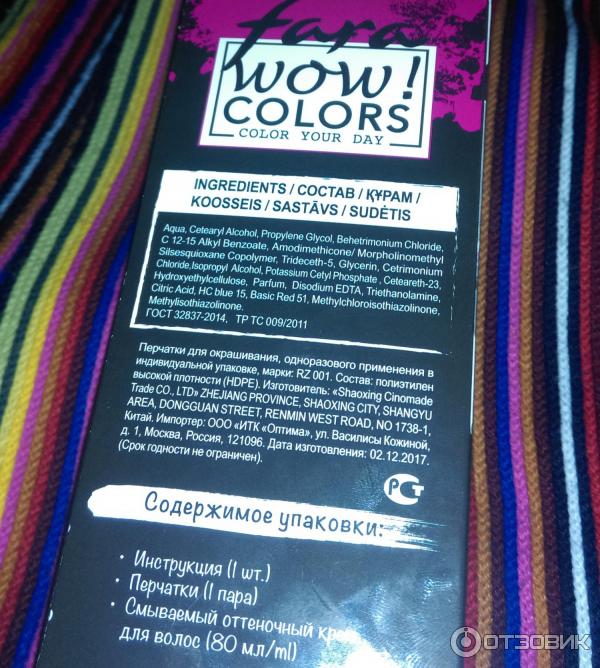 fara
wow!
COLORS
COLOR YOUR DAY
INGREDIENTS / СОСТАВ / ҚҰРАМ /
KOOSSEIS / SASTĀVS / SUDĖTIS
Aqua, Cetearyl Alcohol, Propylene Glycol, Behetrimonium Chloride,
C 12-15 Alkyl Benzoate, Amodimethicone/ Morpholinomethyl
Silsesquioxane Copolymer, Trideceth-5, Glycerin, Cetrimonium
Chloride,Isopropyl Alcohol, Potassium Cetyl Phosphate , Ceteareth-23,
Hydroxyethylcellulose, Parfum, Disodium EDTA, Triethanolamine,
Citric Acid, HC blue 15, Basic Red 51, Methylchloroisothiazolinone,
Methylisothiazolinone.
ГОСТ 32837-2014, ТР ТС 009/2011
Перчатки для окрашивания, одноразового применения в
индивидуальной упаковке, марки: RZ 001. Состав: полиэтилен
высокой плотности (HDPE). Изготовитель: «Shaoxing Cinomade
Trade CO., LTD» ZHEJIANG PROVINCE, SHAOXING CITY, SHANGYU
AREA, DONGGUAN STREET, RENMIN WEST ROAD, NO 1738-1,
Китай. Импортер: ООО «ИТК «Оптима», ул. Василисы Кожиной,
д. 1, Москва, Россия, 121096. Дата изготовления: 02.12.2017.
(Срок годности не ограничен).
РСТ
Содержимое упаковки:
· Инструкция (1 шт.)
· Перчатки (1 пара)
· Смываемый оттеночный
для волос (80 мл/ml)
ОТЗОВИК